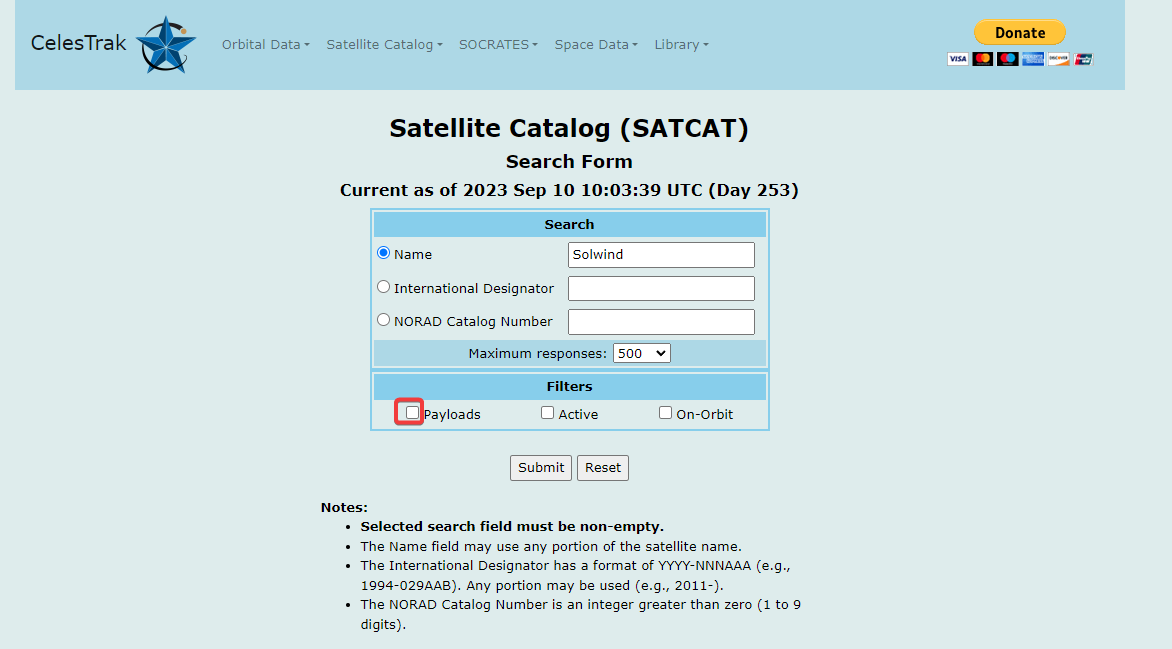 CelesTrak
Orbital Data
Satellite Catalog
SOCRATES
Space Data
Library
Donate
VISA
DISCOVER
Satellite Catalog (SATCAT)
Search Form
Current as of 2023 Sep 10 10:03:39 UTC (Day 253)
Search
Name Solwind
International Designator
NORAD Catalog Number
Maximum responses: 500
Filters
Payloads Active On-Orbit
Submit Reset
Notes:
• Selected search field must be non-empty.
• The Name field may use any portion of the satellite name.
• The International Designator has a format of YYYY-NNNAAA (e.g.,
1994-029AAB). Any portion may be used (e.g., 2011-).
• The NORAD Catalog Number is an integer greater than zero (1 to 9
digits).